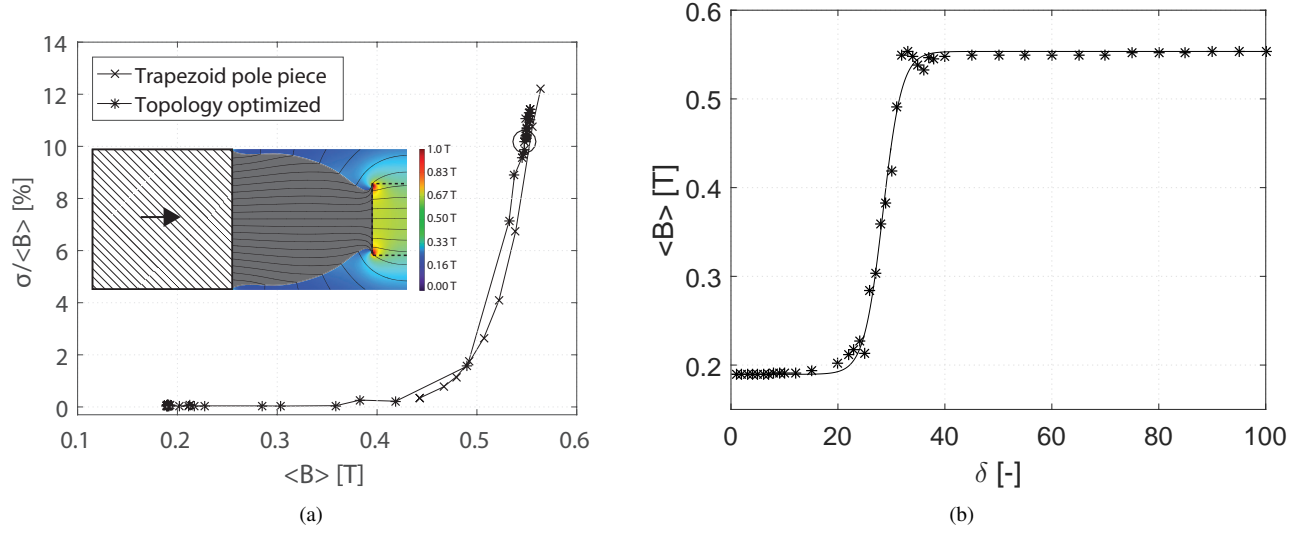 14
12
10
8
6
4
2
0
σ/<B> [%]
Trapezoid pole piece
Topology optimized
1.0 T
0.83 T
0.67 T
0.50 T
0.33 T
0.16 T
0.00 T
0.1 0.2 0.3 0.4 0.5 0.6
<B> [T]
(a)
0.6
0.5
0.4
0.3
0.2
<B> [T]
0 20 40 60 80 100
δ [-]
(b)